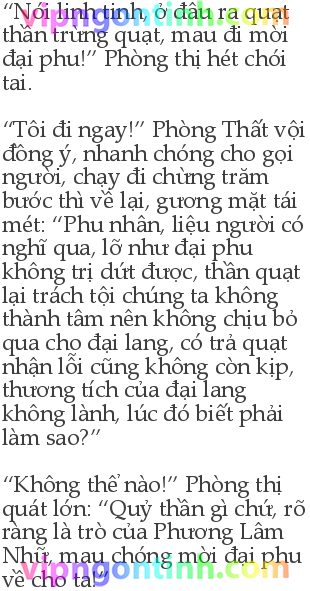 “Nói linh tinh, ở đâu ra quạt
thần trừng quạt, mau đi mời
đại phu!” Phòng thị hét chói
tai.
“Tôi đi ngay!” Phòng Thất vội
đồng ý, nhanh chóng cho gọi
người, chạy đi chừng trăm
bước thì về lại, gương mặt tái
mét: “Phu nhân, liệu người có
nghĩ qua, lỡ như đại phu
không trị dứt được, thần quạt
lại trách tội chúng ta không
thành tâm nên không chịu bỏ
qua cho đại lang, có trả quạt
nhận lỗi cũng không còn kịp,
thương tích của đại lang
không lành, lúc đó biết phải
làm sao?”
“Không thể nào!” Phòng thị
quát lớn: “Quỷ thần gì chứ, rõ
ràng là trò của Phương Lâm
Nhữ, mau chóng mời đại phu
về cho ta!”
vipngontinh.com
vipngontinh.com